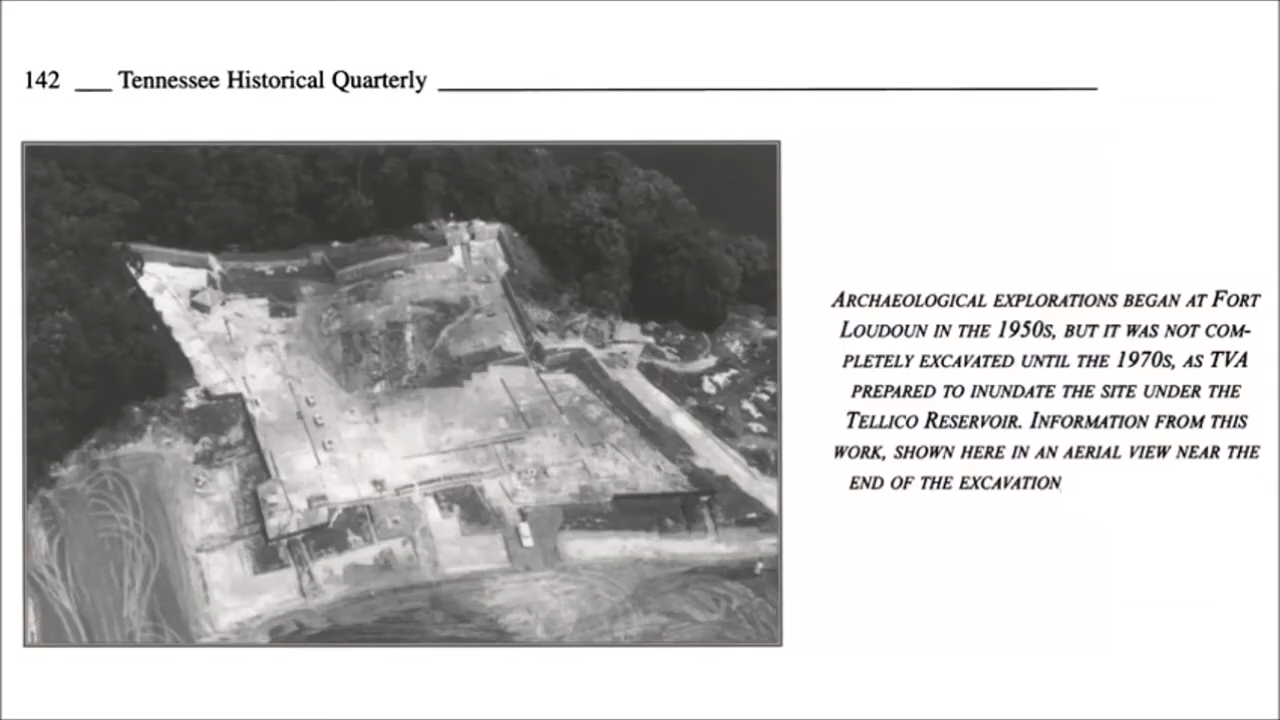 142 ___ Tennessee Historical Quarterly
ARCHAEOLOGICAL EXPLORATIONS BEGAN AT FORT
LOUDOUN IN THE 1950S, BUT IT WAS NOT COM-
PLETELY EXCAVATED UNTIL THE 1970S, AS TVA
PREPARED TO INUNDATE THE SITE UNDER THE
TELLICO RESERVOIR. INFORMATION FROM THIS
WORK, SHOWN HERE IN AN AERIAL VIEW NEAR THE
END OF THE EXCAVATION